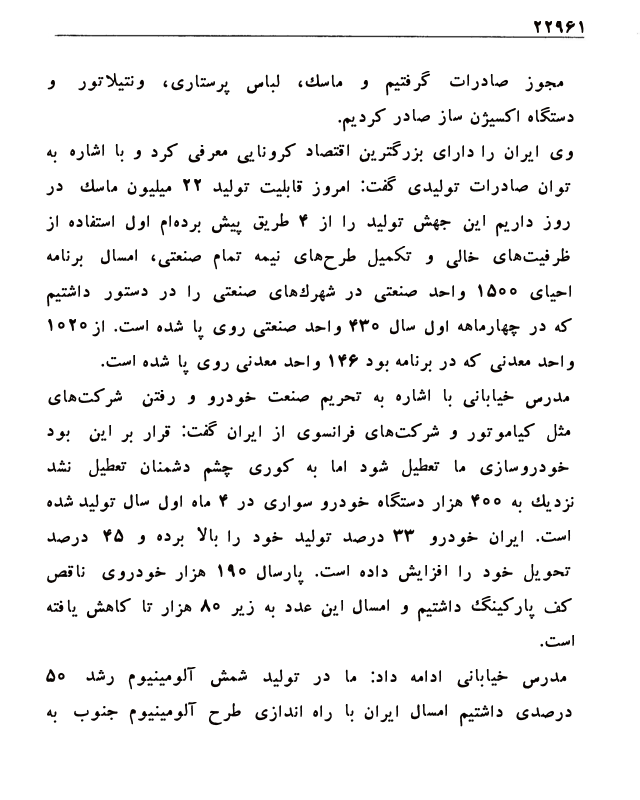 ۲۲۹۶۱
مجوز صادرات گرفتیم و ماسك، لباس پرستاری، ونتیلاتور و
دستگاه اکسیژن ساز صادر کردیم.
وی ایران را دارای بزرگترین اقتصاد کرونایی معرفی کرد و با اشاره به
توان صادرات تولیدی گفت: امروز قابلیت تولید ۲۲ میلیون ماسك در
روز داریم این جهش تولید را از ۴ طریق پیش برده‌ام اول استفاده از
ظرفیت‌های خالی و تکمیل طرح‌های نیمه تمام صنعتی، امسال برنامه
احیای ۱۵۰۰ واحد صنعتی در شهرك‌های صنعتی را در دستور داشتیم
که در چهارماهه اول سال ۴۳۰ واحد صنعتی روی پا شده است. از ۱۰۲۰
واحد معدنی که در برنامه بود ۱۴۶ واحد معدنی روی پا شده است.
مدرس خیابانی با اشاره به تحریم صنعت خودرو و رفتن شرکت‌های
مثل کیاموتور و شرکت‌های فرانسوی از ایران گفت: قرار بر این بود
خودروسازی ما تعطیل شود اما به کوری چشم دشمنان تعطیل نشد
نزدیك به ۴۰۰ هزار دستگاه خودرو سواری در ۴ ماه اول سال تولید شده
است. ایران خودرو ۳۳ درصد تولید خود را بالا برده و ۴۵ درصد
تحویل خود را افزایش داده است. پارسال ۱۹۰ هزار خودروی ناقص
کف پارکینگ داشتیم و امسال این عدد به زیر ۸۰ هزار تا کاهش یافته
است.
مدرس خیابانی ادامه داد: ما در تولید شمش آلومینیوم رشد ۵۰
درصدی داشتیم امسال ایران با راه اندازی طرح آلومینیوم جنوب به